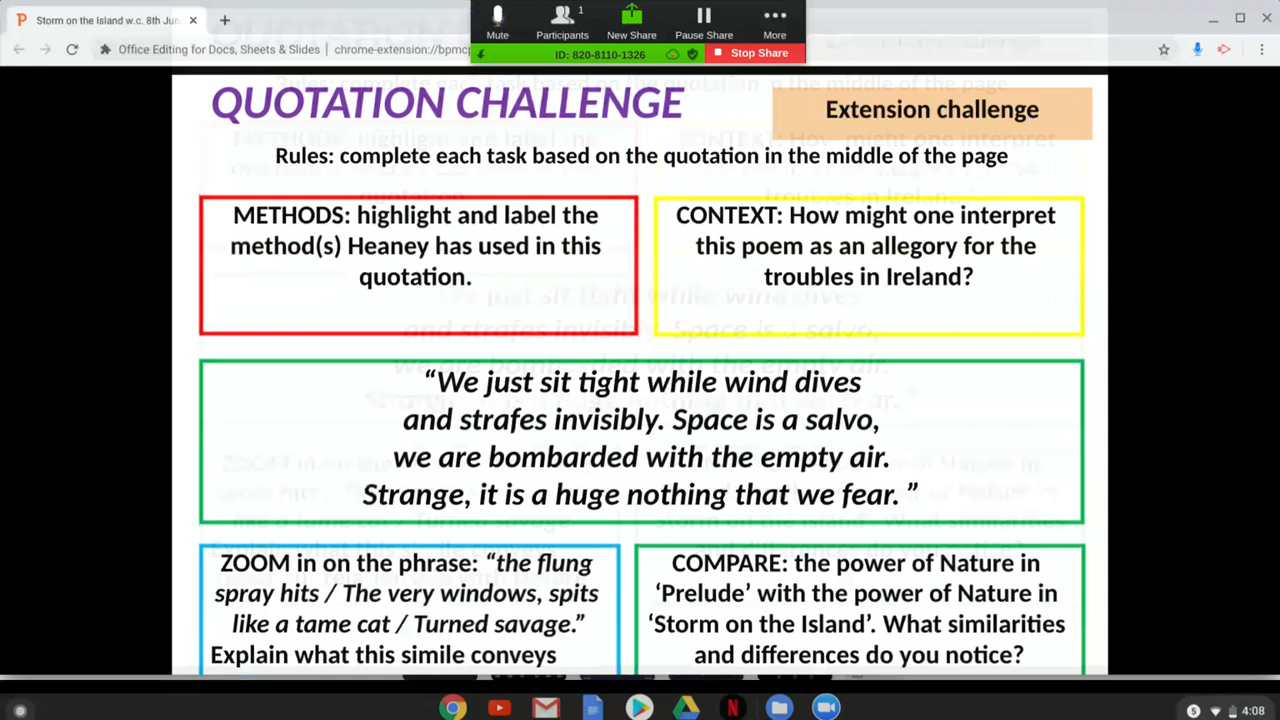 Storm on the Island w.c. 8th Jun
Mute
Participants
1
New Share
Pause Share
More
ID: 820-8110-1326
Stop Share
Office Editing for Docs, Sheets & Slides | chrome-extension://bpmcp
QUOTATION CHALLENGE
Extension challenge
Rules: complete each task based on the quotation in the middle of the page
METHODS: highlight and label the
method(s) Heaney has used in this
quotation.
CONTEXT: How might one interpret
this poem as an allegory for the
troubles in Ireland?
“We just sit tight while wind dives
and strafes invisibly. Space is a salvo,
we are bombarded with the empty air.
Strange, it is a huge nothing that we fear. ”
ZOOM in on the phrase: “the flung
spray hits / The very windows, spits
like a tame cat / Turned savage.”
Explain what this simile conveys
COMPARE: the power of Nature in
‘Prelude’ with the power of Nature in
‘Storm on the Island’. What similarities
and differences do you notice?
5
4:08